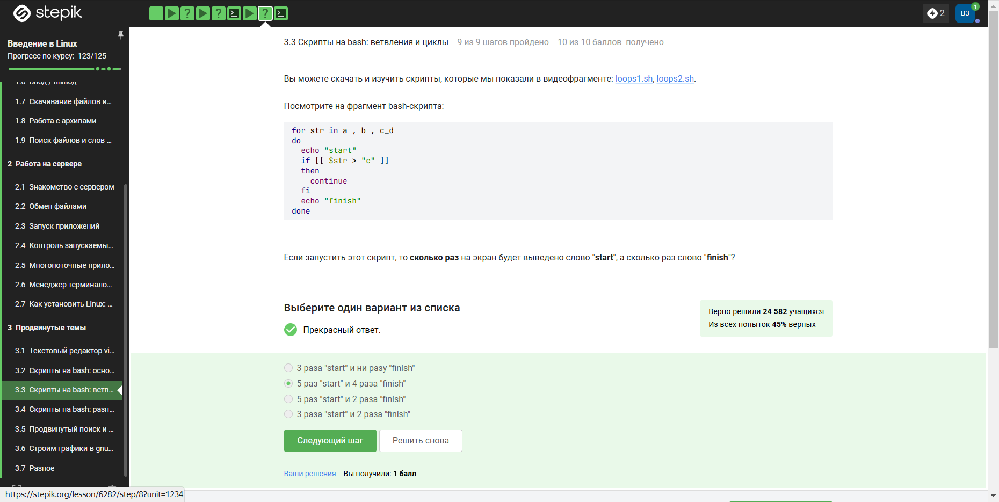 stepik
2
ВЗ
1
Введение в Linux
Прогресс по курсу: 123/125
1.6 Ввод / вывод
1.7 Скачивание файлов и...
1.8 Работа с архивами
1.9 Поиск файлов и слов ...
2 Работа на сервере
2.1 Знакомство с сервером
2.2 Обмен файлами
2.3 Запуск приложений
2.4 Контроль запускаемы...
2.5 Многопоточные прило...
2.6 Менеджер терминало...
2.7 Как установить Linux: ...
3 Продвинутые темы
3.1 Текстовый редактор vi...
3.2 Скрипты на bash: осно...
3.3 Скрипты на bash: ветв...
3.4 Скрипты на bash: разн...
3.5 Продвинутый поиск и ...
3.6 Строим графики в gnu...
3.7 Разное
https://stepik.org/lesson/6282/step/8?unit=1234
3.3 Скрипты на bash: ветвления и циклы 9 из 9 шагов пройдено 10 из 10 баллов получено
Вы можете скачать и изучить скрипты, которые мы показали в видеофрагменте: loops1.sh, loops2.sh.
Посмотрите на фрагмент bash-скрипта:
for str in a , b , c_d
do
  echo "start"
  if [[ $str > "c" ]]
  then
    continue
  fi
  echo "finish"
done
Если запустить этот скрипт, то сколько раз на экран будет выведено слово "start", а сколько раз слово "finish"?
Выберите один вариант из списка
Прекрасный ответ.
Верно решили 24 582 учащихся
Из всех попыток 45% верных
3 раза "start" и ни разу "finish"
5 раз "start" и 4 раза "finish"
5 раз "start" и 2 раза "finish"
3 раза "start" и 2 раза "finish"
Следующий шаг
Решить снова
Ваши решения Вы получили: 1 балл